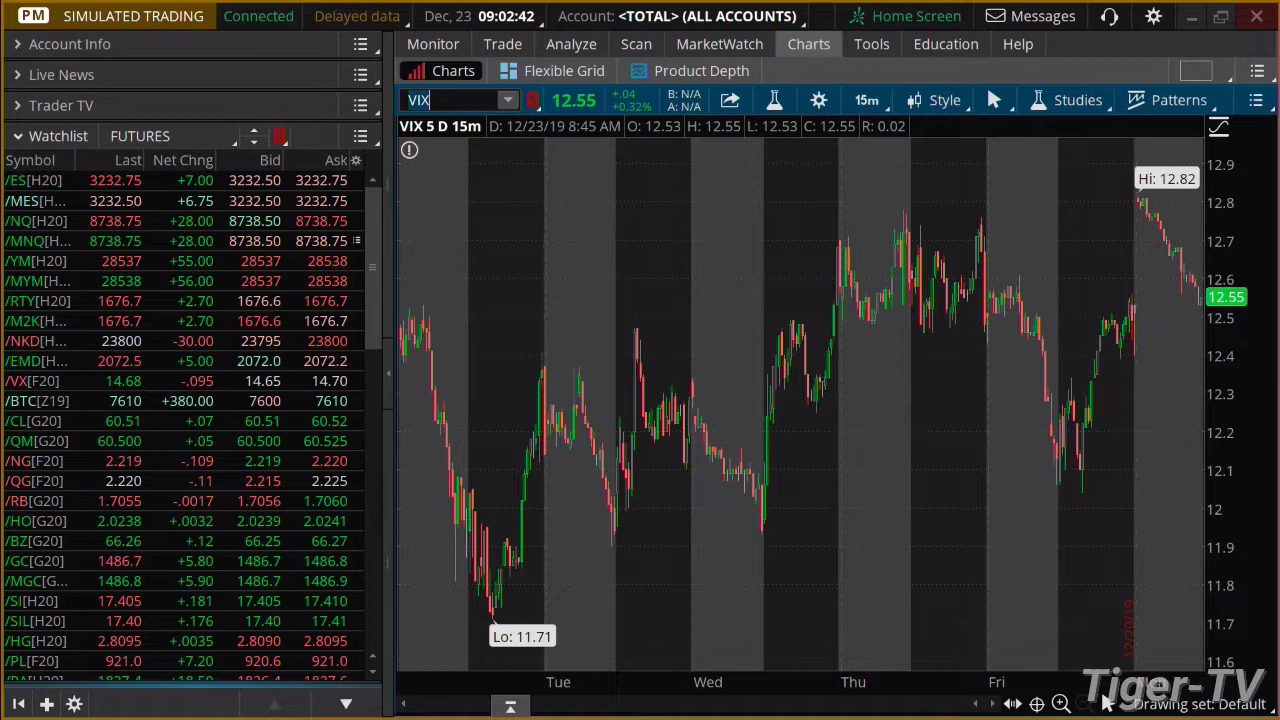 PM SIMULATED TRADING Connected Delayed data Dec, 23 09:02:42 Account: <TOTAL> (ALL ACCOUNTS) Home Screen Messages
Account Info
Live News
Trader TV
Watchlist FUTURES
Symbol Last Net Chng Bid Ask
/ES[H20] 3232.75 +7.00 3232.50 3232.75
/MES[H... 3232.50 +6.75 3232.50 3232.75
/NQ[H20] 8738.75 +28.00 8738.50 8738.75
/MNQ[H... 8738.75 +28.00 8738.50 8738.75
/YM[H20] 28537 +55.00 28537 28538
/MYM[H... 28538 +56.00 28537 28538
/RTY[H20] 1676.7 +2.70 1676.6 1676.7
/M2K[H... 1676.7 +2.70 1676.6 1676.7
/NKD[H... 23800 -30.00 23795 23800
/EMD[H... 2072.5 +5.00 2072.0 2072.2
/VX[F20] 14.68 -.095 14.65 14.70
/BTC[Z19] 7610 +380.00 7600 7610
/CL[G20] 60.51 +.07 60.51 60.52
/QM[G20] 60.500 +.05 60.500 60.525
/NG[F20] 2.219 -.109 2.219 2.220
/QG[F20] 2.220 -.11 2.215 2.225
/RB[G20] 1.7055 -.0017 1.7056 1.7060
/HO[G20] 2.0238 +.0032 2.0239 2.0241
/BZ[G20] 66.26 +.12 66.25 66.27
/GC[G20] 1486.7 +5.80 1486.7 1486.8
/MGC[G... 1486.8 +5.90 1486.7 1486.9
/SI[H20] 17.405 +.181 17.405 17.410
/SIL[H20] 17.40 +.176 17.40 17.41
/HG[H20] 2.8095 +.0035 2.8090 2.8095
/PL[F20] 921.0 +7.20 920.6 921.0
Monitor Trade Analyze Scan MarketWatch Charts Tools Education Help
Charts Flexible Grid Product Depth
VIX 12.55 +.04 B: N/A 15m Style Studies Patterns
+0.32% A: N/A
VIX 5 D 15m D: 12/23/19 8:45 AM O: 12.53 H: 12.55 L: 12.53 C: 12.55 R: 0.02
12.9
Hi: 12.82
12.8
12.7
12.6
12.55
12.5
12.4
12.3
12.2
12.1
12
11.9
11.8
11.7
Lo: 11.71
11.6
12/20/19
Tue Wed Thu Fri
Tiger-TV
Drawing set: Default